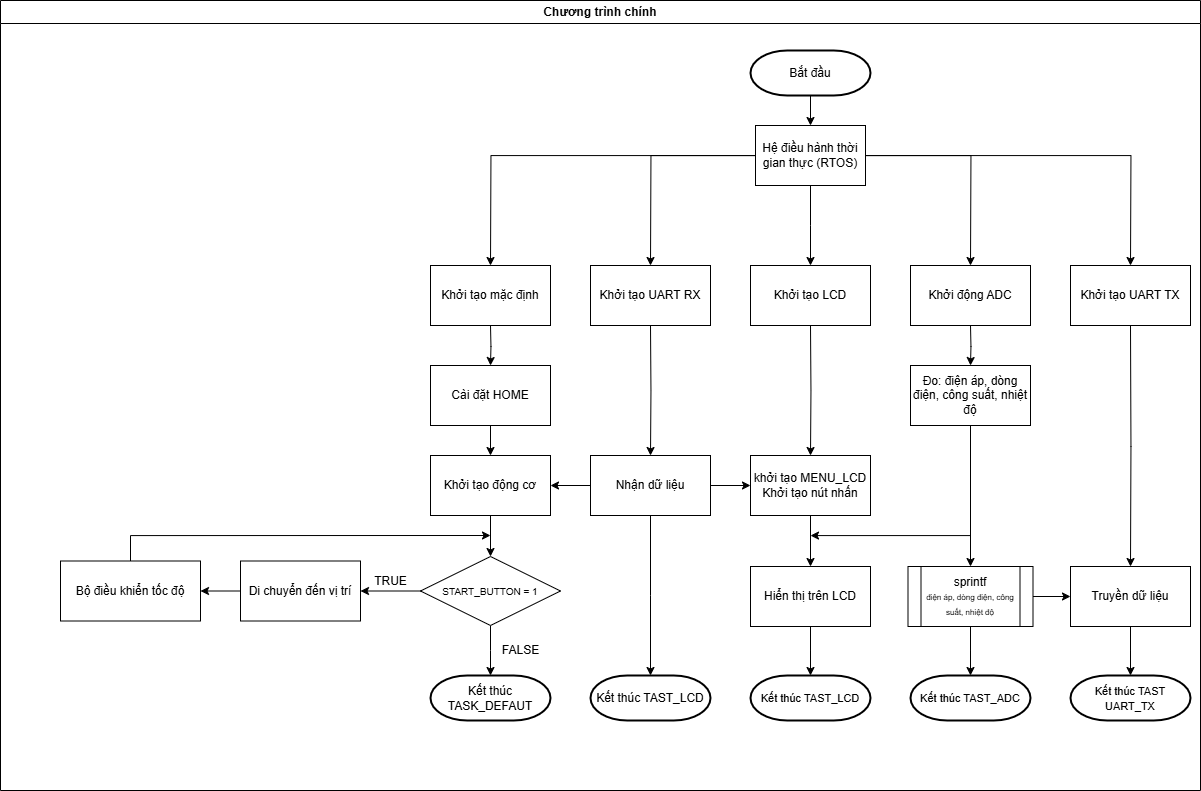 Chương trình chính
Bắt đầu
Hệ điều hành thời
gian thực (RTOS)
Khởi tạo mặc định
Khởi tạo UART RX
Khởi tạo LCD
Khởi động ADC
Khởi tạo UART TX
Cài đặt HOME
Đo: điện áp, dòng
điện, công suất, nhiệt
độ
Khởi tạo động cơ
Nhận dữ liệu
khởi tạo MENU_LCD
Khởi tạo nút nhấn
Bộ điều khiển tốc độ
Di chuyển đến vị trí
TRUE
START_BUTTON = 1
Hiển thị trên LCD
sprintf
điện áp, dòng điện, công
suất, nhiệt độ
Truyền dữ liệu
FALSE
Kết thúc
TASK_DEFAUT
Kết thúc TAST_LCD
Kết thúc TAST_LCD
Kết thúc TAST_ADC
Kết thúc TAST
UART_TX